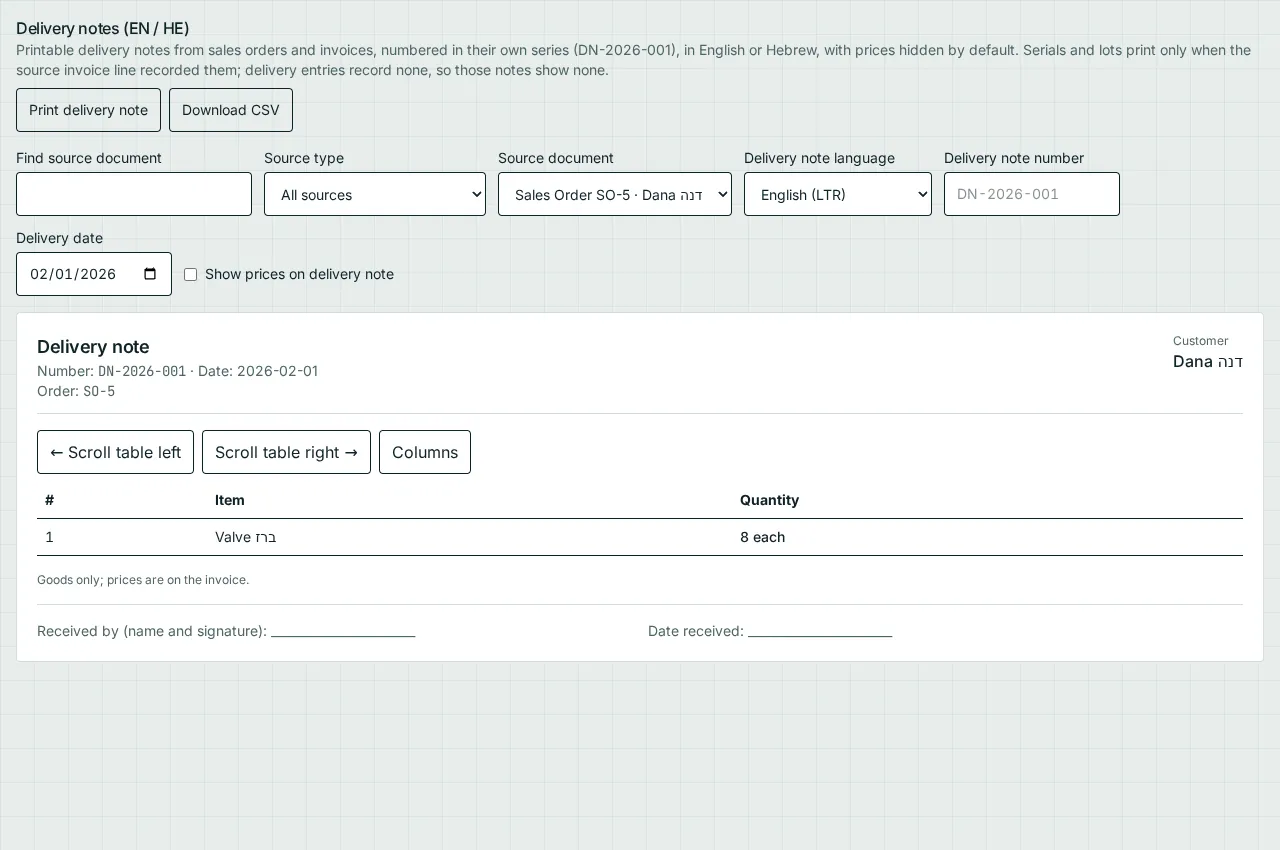 Delivery notes (EN / HE)
Printable delivery notes from sales orders and invoices, numbered in their own series (DN-2026-001), in English or Hebrew, with prices hidden by default. Serials and lots print only when the
source invoice line recorded them; delivery entries record none, so those notes show none.
Print delivery note Download CSV
Find source document Source type Source document Delivery note language Delivery note number
All sources Sales Order SO-5 · Dana דנה English (LTR) DN-2026-001
Delivery date
02/01/2026 Show prices on delivery note
Delivery note
Customer
Dana דנה
Number: DN-2026-001 · Date: 2026-02-01
Order: SO-5
← Scroll table left Scroll table right → Columns
# Item Quantity
1 Valve ברז 8 each
Goods only; prices are on the invoice.
Received by (name and signature): ____________________ Date received: ____________________